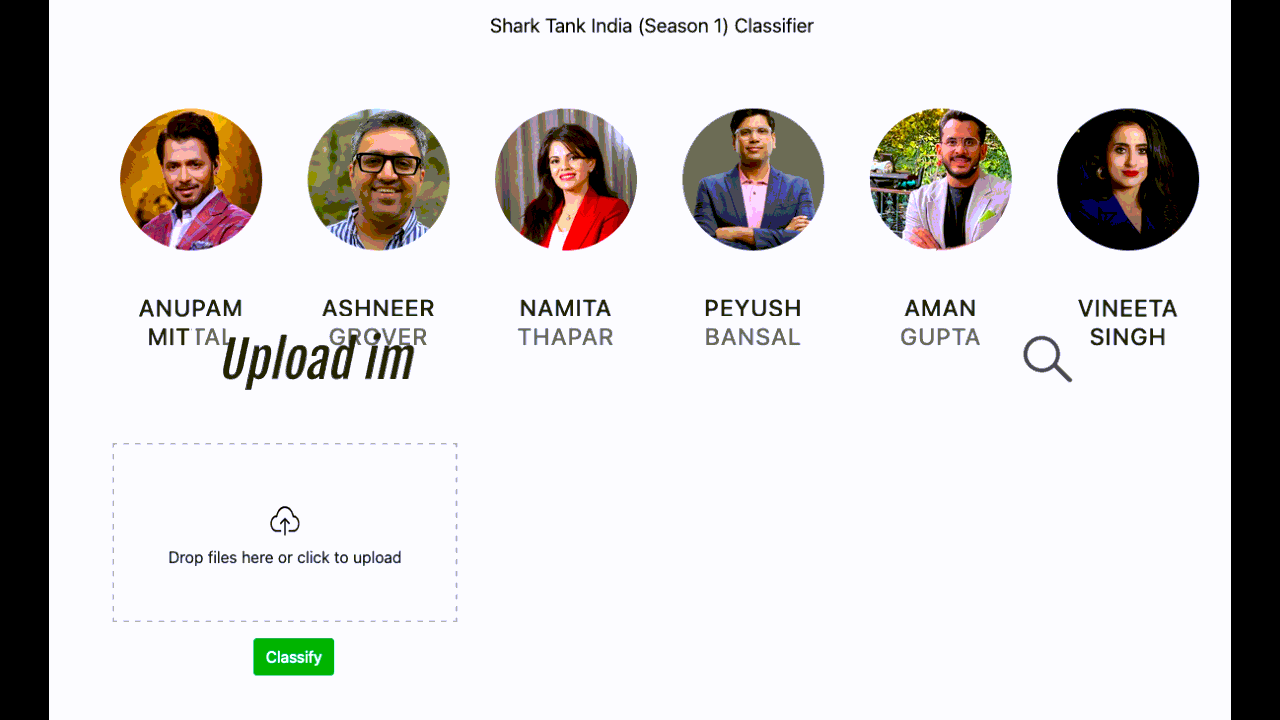 Shark Tank India (Season 1) Classifier
ANUPAM
MITTAL
ASHNEER
GROVER
NAMITA
THAPAR
PEYUSH
BANSAL
AMAN
GUPTA
VINEETA
SINGH
Upload im
Drop files here or click to upload
Classify